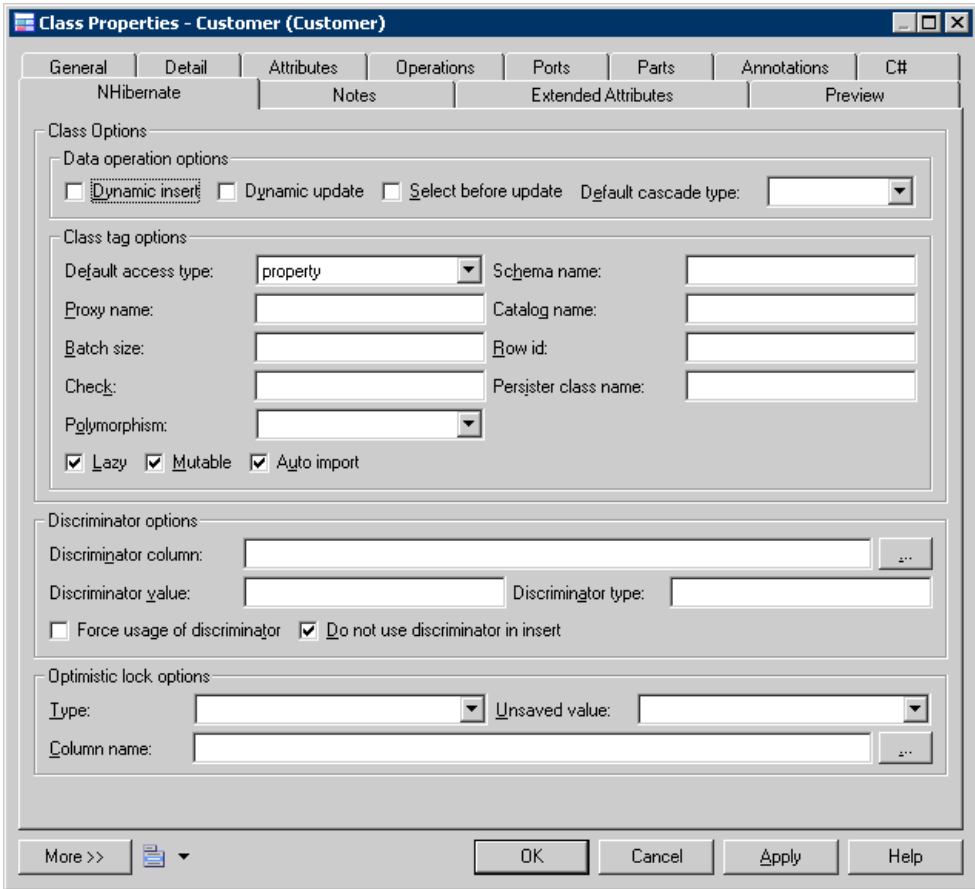 Class Properties - Customer (Customer)
General Detail Attributes Operations Ports Parts Annotations C#
NHibernate Notes Extended Attributes Preview
Class Options
Data operation options
Dynamic insert Dynamic update Select before update Default cascade type:
Class tag options
Default access type: property Schema name:
Proxy name: Catalog name:
Batch size: Row id:
Check: Persister class name:
Polymorphism:
Lazy Mutable Auto import
Discriminator options
Discriminator column: ...
Discriminator value: Discriminator type:
Force usage of discriminator Do not use discriminator in insert
Optimistic lock options
Type: Unsaved value:
Column name: ...
More >> OK Cancel Apply Help